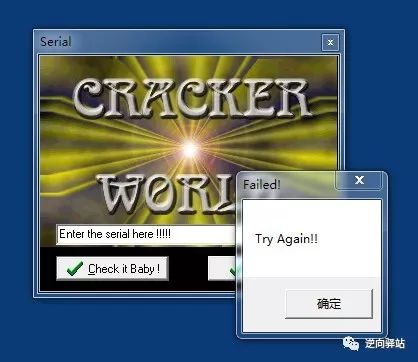 Serial
CRACKER
WORL
Enter the serial here !!!!!
Check it Baby !
Failed!
Try Again!!
确定
逆向驿站